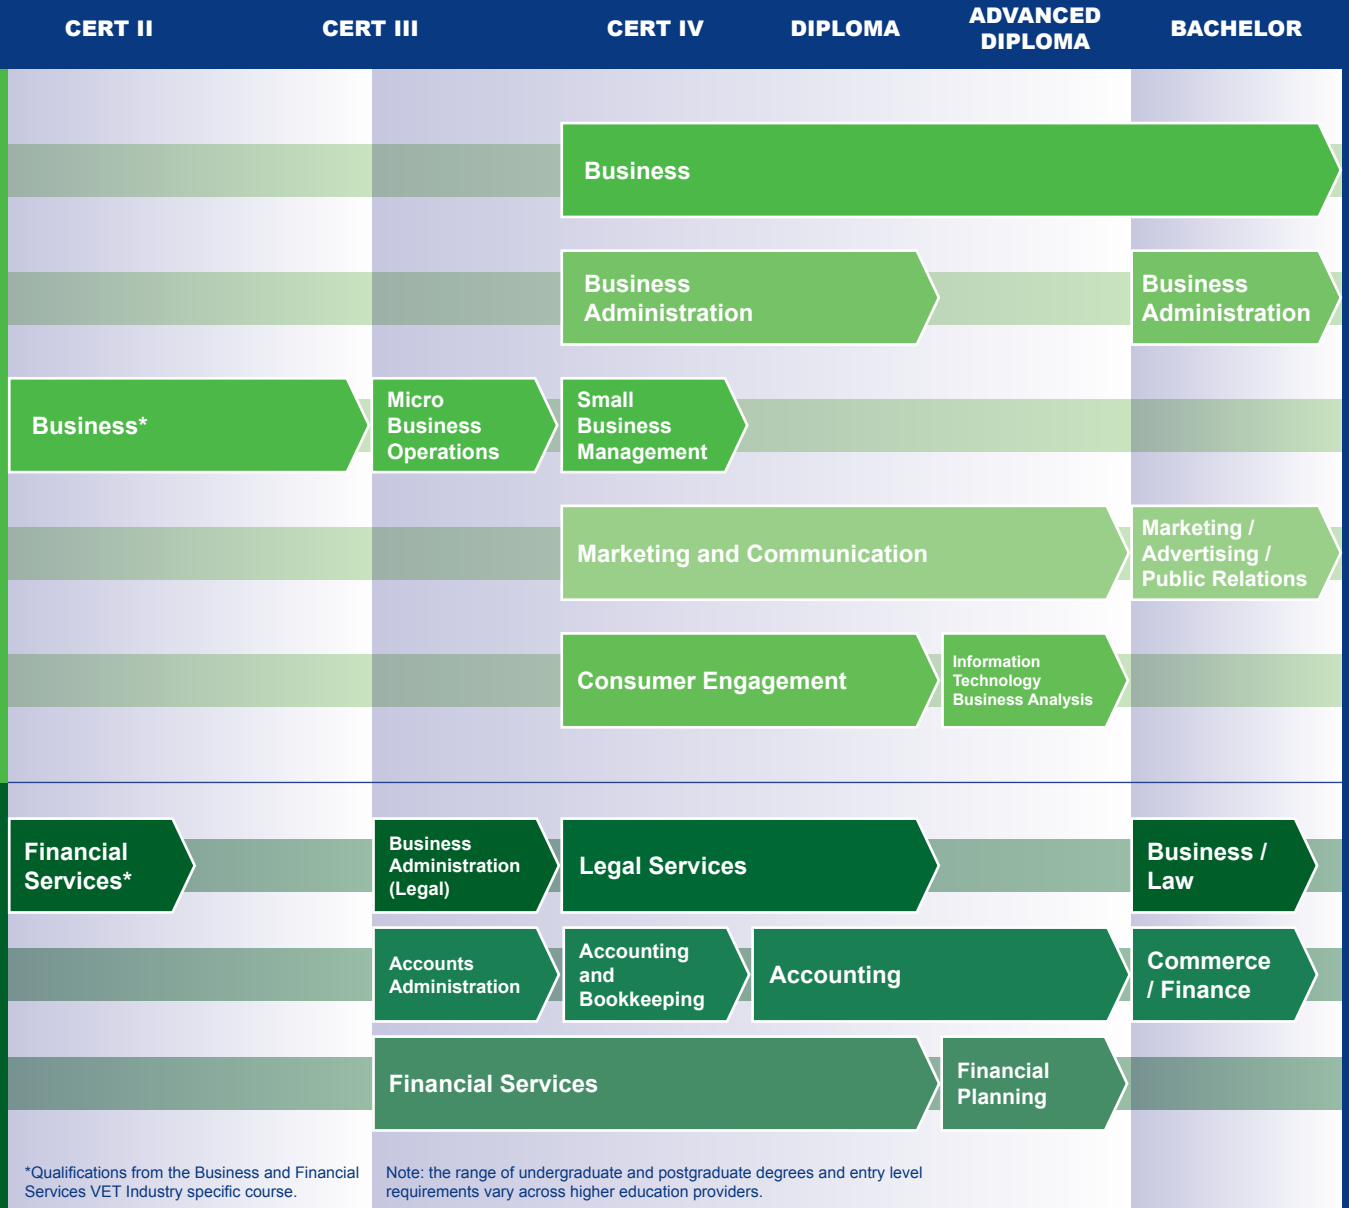 CERT II
CERT III
CERT IV
DIPLOMA
ADVANCED
DIPLOMA
BACHELOR
Business
Business
Administration
Business
Administration
Business*
Micro
Business
Operations
Small
Business
Management
Marketing and Communication
Marketing /
Advertising /
Public Relations
Consumer Engagement
Information
Technology
Business Analysis
Financial
Services*
Business
Administration
(Legal)
Legal Services
Business /
Law
Accounts
Administration
Accounting
and
Bookkeeping
Accounting
Commerce
/ Finance
Financial Services
Financial
Planning
*Qualifications from the Business and Financial
Services VET Industry specific course.
Note: the range of undergraduate and postgraduate degrees and entry level
requirements vary across higher education providers.